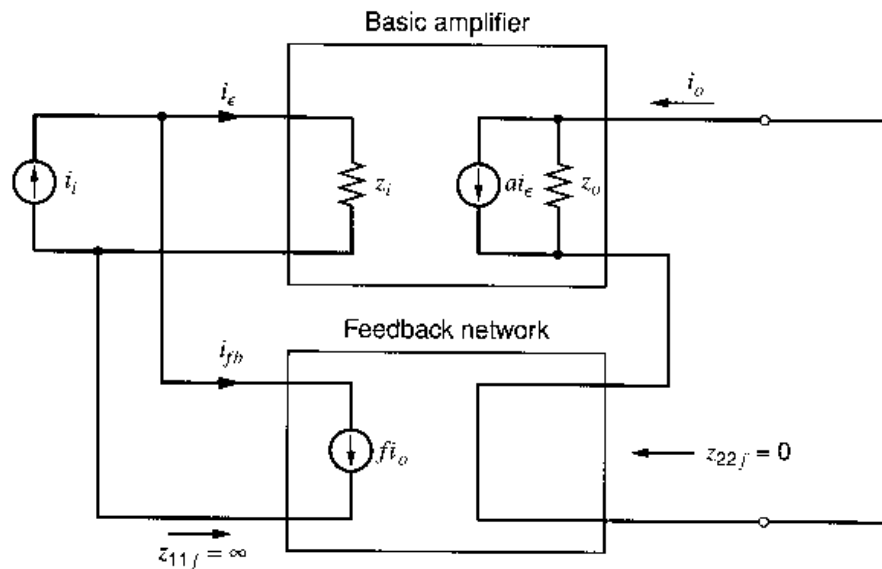 Basic amplifier
i_ϵ
i_o
i_i
z_i
ai_ϵ
z_o
Feedback network
i_fb
fi_o
z_22f = 0
z_11f = ∞